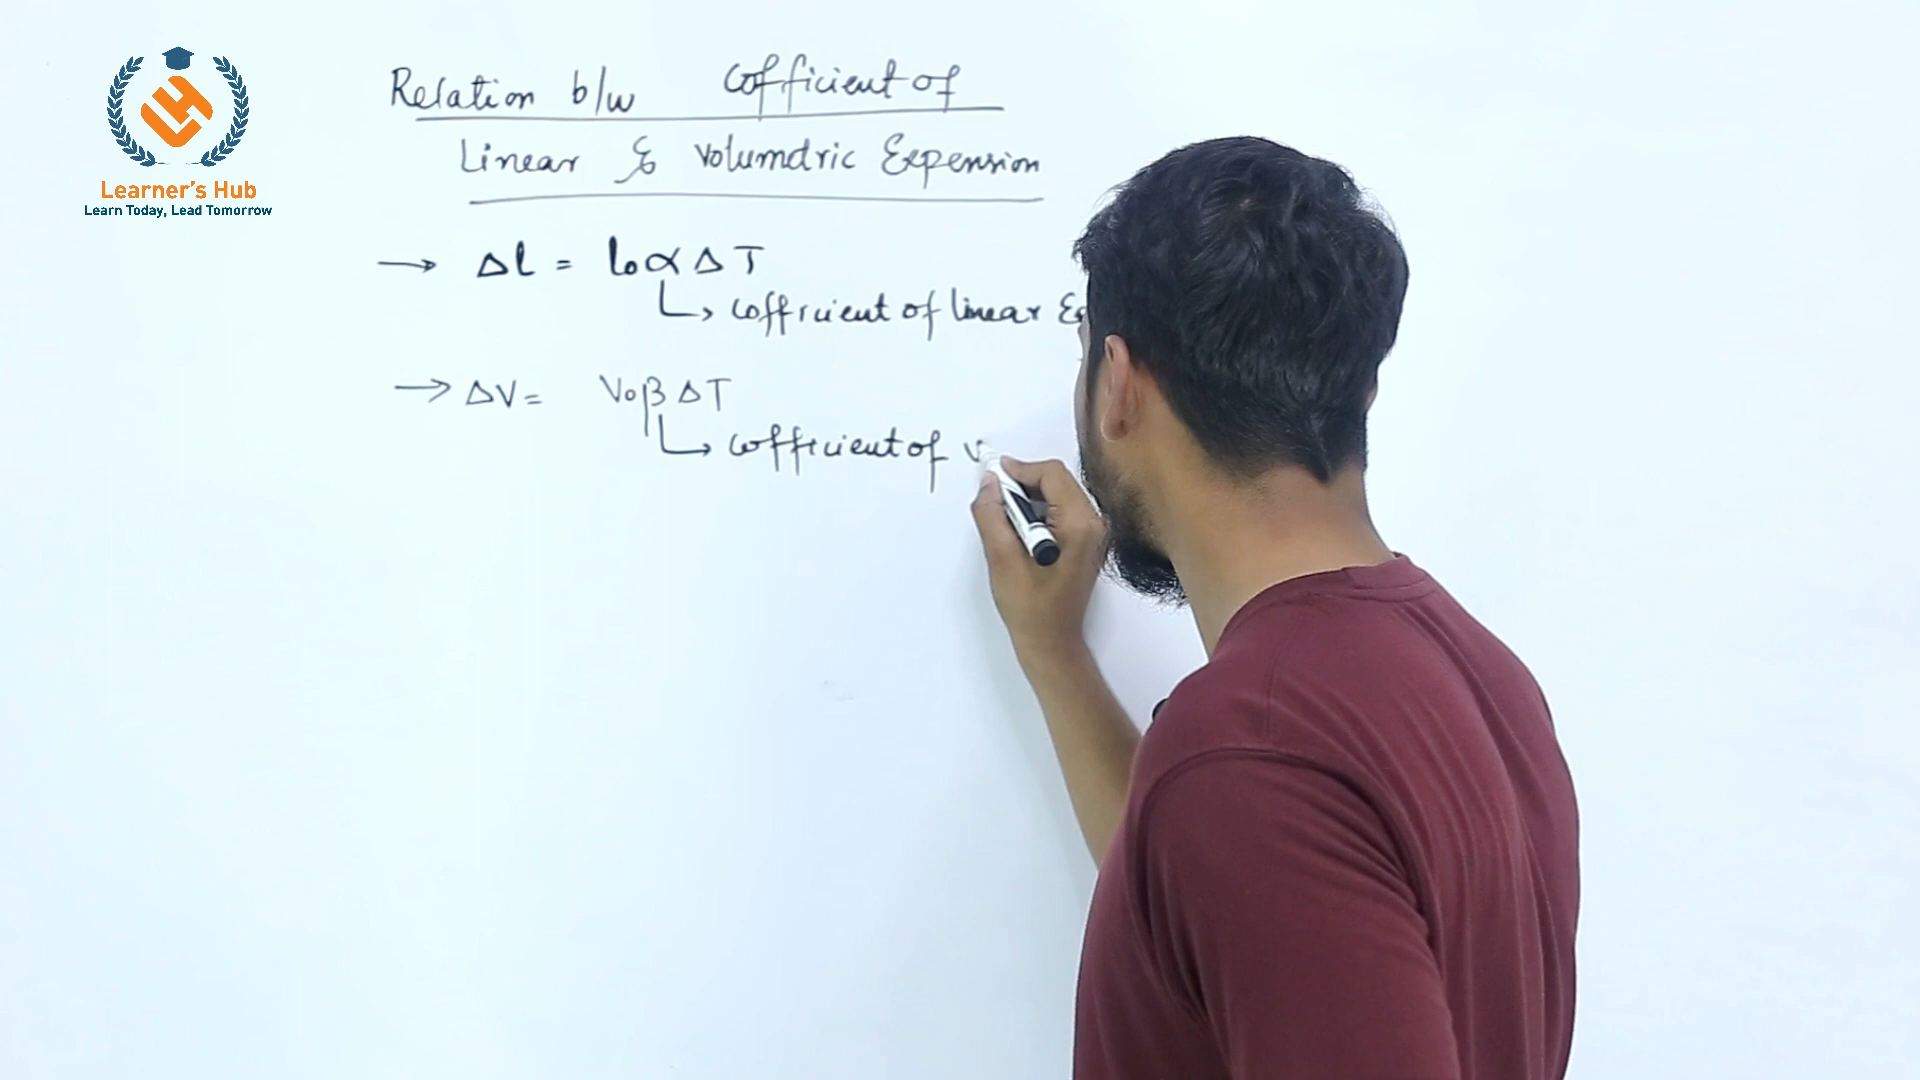 Learner's Hub
Learn Today, Lead Tomorrow
Relation b/w Cofficient of
Linear & Volumetric Expension
→ Δl = l₀αΔT
↳ cofficient of linear
→ ΔV = V₀βΔT
↳ cofficient of v